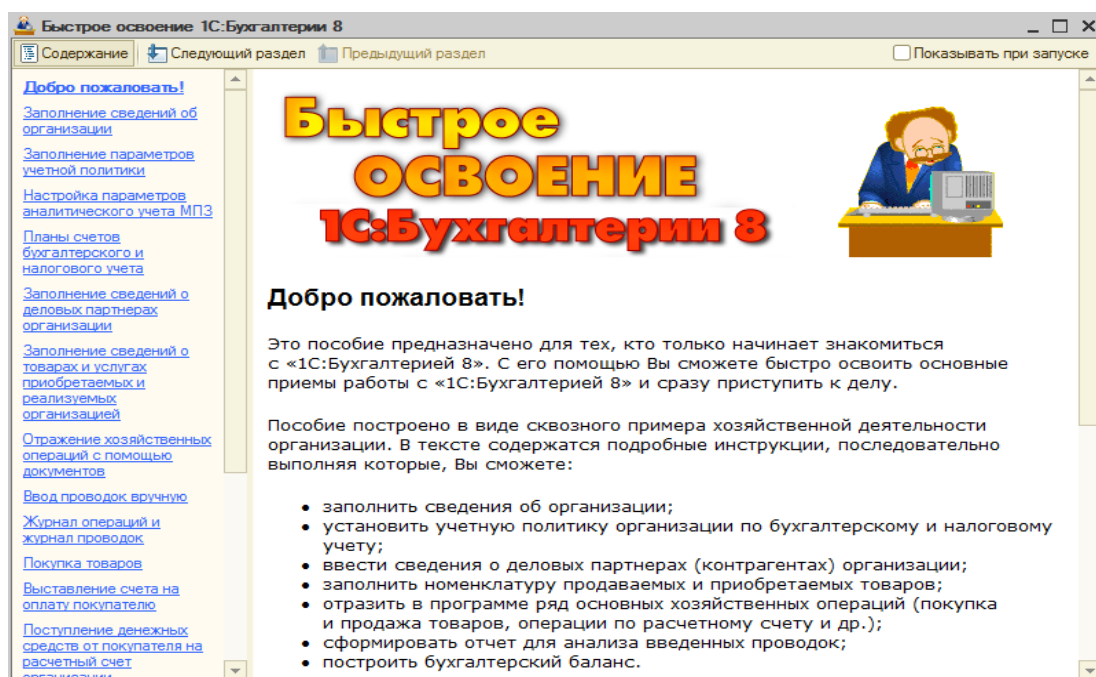 Быстрое освоение 1С:Бухгалтерии 8
Содержание
Следующий раздел
Предыдущий раздел
Показывать при запуске
Добро пожаловать!
Заполнение сведений об
организации
Заполнение параметров
учетной политики
Настройка параметров
аналитического учета МПЗ
Планы счетов
бухгалтерского и
налогового учета
Заполнение сведений о
деловых партнерах
организации
Заполнение сведений о
товарах и услугах
приобретаемых и
реализуемых
организацией
Отражение хозяйственных
операций с помощью
документов
Ввод проводок вручную
Журнал операций и
журнал проводок
Покупка товаров
Выставление счета на
оплату покупателю
Поступление денежных
средств от покупателя на
расчетный счет
организации
Быстрое
ОСВОЕНИЕ
1С:Бухгалтерии 8
Добро пожаловать!
Это пособие предназначено для тех, кто только начинает знакомиться
с «1С:Бухгалтерией 8». С его помощью Вы сможете быстро освоить основные
приемы работы с «1С:Бухгалтерией 8» и сразу приступить к делу.
Пособие построено в виде сквозного примера хозяйственной деятельности
организации. В тексте содержатся подробные инструкции, последовательно
выполняя которые, Вы сможете:
• заполнить сведения об организации;
• установить учетную политику организации по бухгалтерскому и налоговому
учету;
• ввести сведения о деловых партнерах (контрагентах) организации;
• заполнить номенклатуру продаваемых и приобретаемых товаров;
• отразить в программе ряд основных хозяйственных операций (покупка
и продажа товаров, операции по расчетному счету и др.);
• сформировать отчет для анализа введенных проводок;
• построить бухгалтерский баланс.